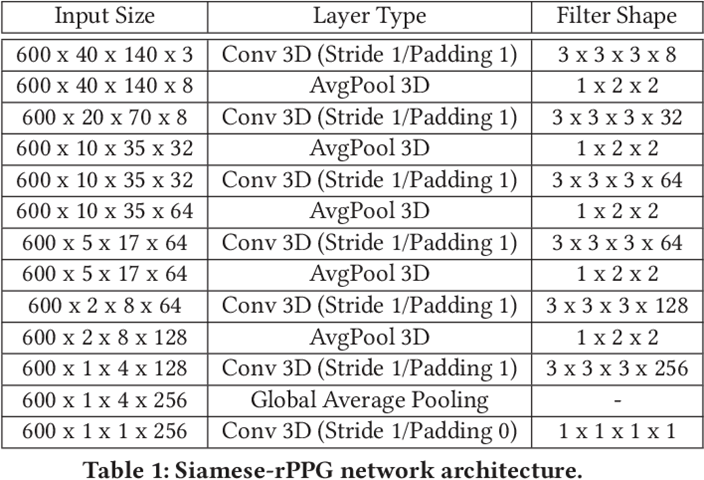 Input Size Layer Type Filter Shape
600 x 40 x 140 x 3 Conv 3D (Stride 1/Padding 1) 3 x 3 x 3 x 8
600 x 40 x 140 x 8 AvgPool 3D 1 x 2 x 2
600 x 20 x 70 x 8 Conv 3D (Stride 1/Padding 1) 3 x 3 x 3 x 32
600 x 10 x 35 x 32 AvgPool 3D 1 x 2 x 2
600 x 10 x 35 x 32 Conv 3D (Stride 1/Padding 1) 3 x 3 x 3 x 64
600 x 10 x 35 x 64 AvgPool 3D 1 x 2 x 2
600 x 5 x 17 x 64 Conv 3D (Stride 1/Padding 1) 3 x 3 x 3 x 64
600 x 5 x 17 x 64 AvgPool 3D 1 x 2 x 2
600 x 2 x 8 x 64 Conv 3D (Stride 1/Padding 1) 3 x 3 x 3 x 128
600 x 2 x 8 x 128 AvgPool 3D 1 x 2 x 2
600 x 1 x 4 x 128 Conv 3D (Stride 1/Padding 1) 3 x 3 x 3 x 256
600 x 1 x 4 x 256 Global Average Pooling -
600 x 1 x 1 x 256 Conv 3D (Stride 1/Padding 0) 1 x 1 x 1 x 1
Table 1: Siamese-rPPG network architecture.